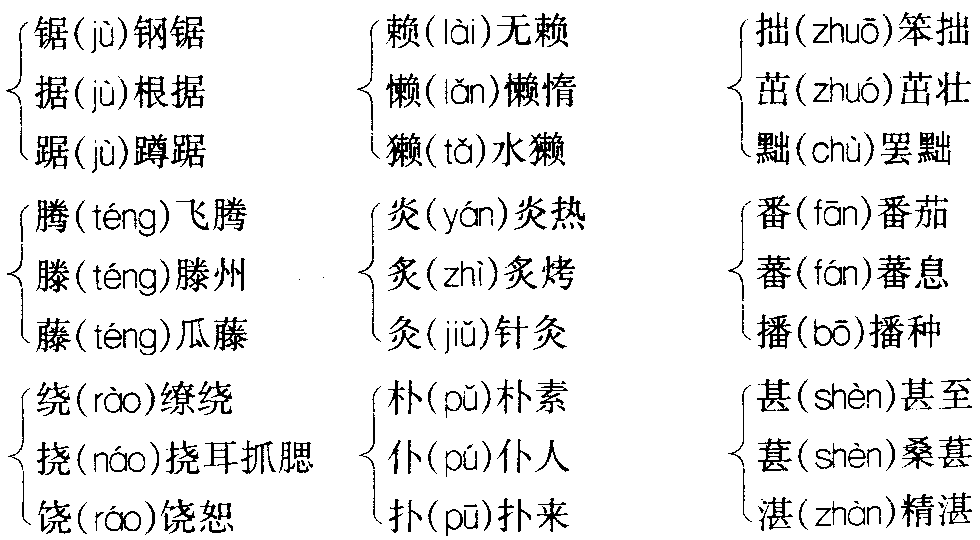 锯(jù)钢锯 赖(lài)无赖 拙(zhuō)笨拙
据(jù)根据 懒(lǎn)懒惰 茁(zhuó)茁壮
踞(jù)蹲踞 獭(tǎ)水獭 黜(chù)罢黜
腾(téng)飞腾 炎(yán)炎热 番(fān)番茄
滕(téng)滕州 炙(zhì)炙烤 蕃(fán)蕃息
藤(téng)瓜藤 灸(jiǔ)针灸 播(bō)播种
绕(rào)缭绕 朴(pǔ)朴素 甚(shèn)甚至
挠(náo)挠耳抓腮 仆(pú)仆人 葚(shèn)桑葚
饶(ráo)饶恕 扑(pū)扑来 湛(zhàn)精湛